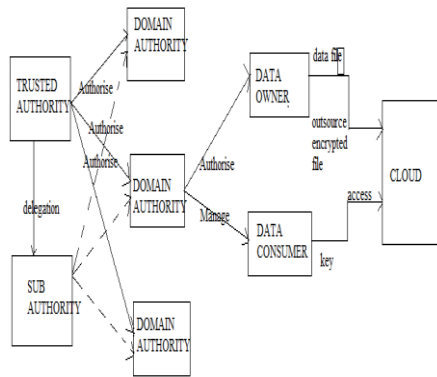 DOMAIN
AUTHORITY
TRUSTED
AUTHORITY
Authorise
Authorise
Authorise
delegation
SUB
AUTHORITY
DOMAIN
AUTHORITY
DOMAIN
AUTHORITY
Authorise
Manage
DATA
OWNER
data file
outsource
encrypted
file
DATA
CONSUMER
access
key
CLOUD